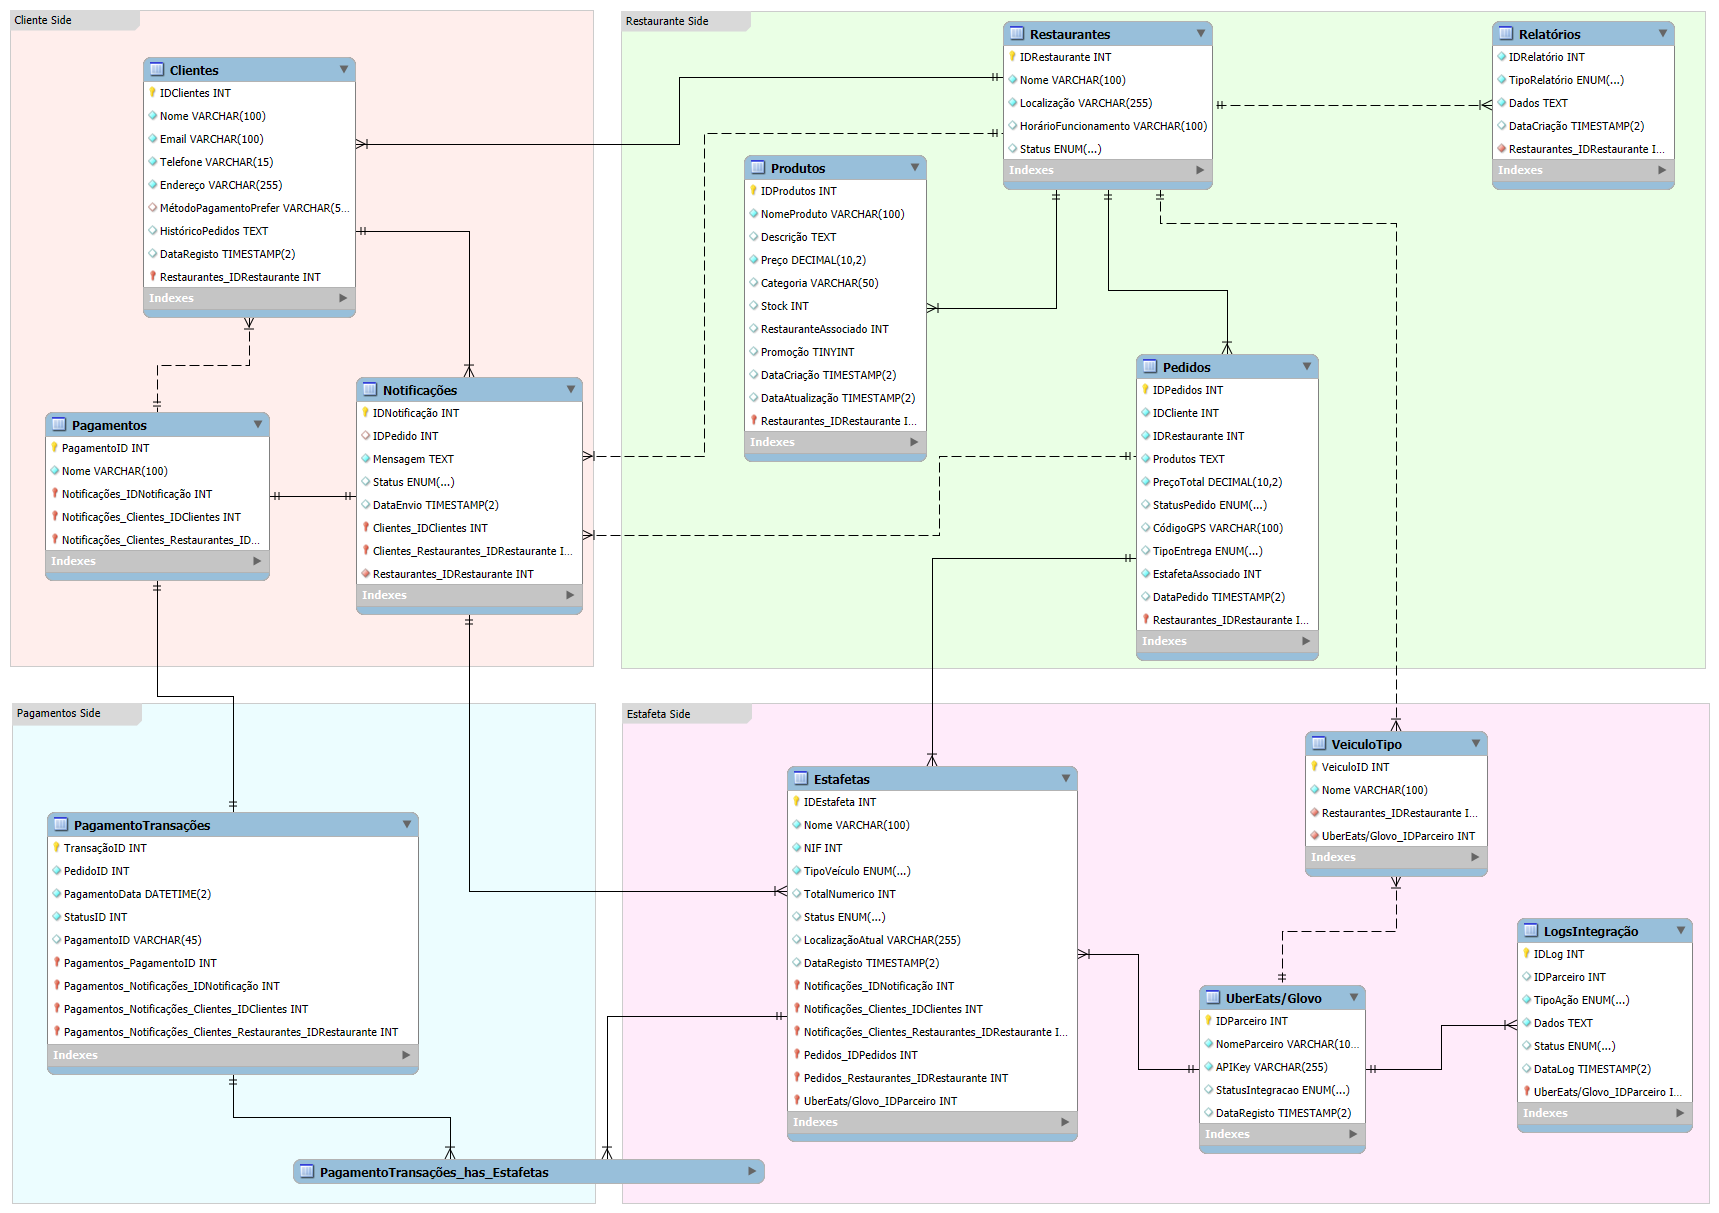 Cliente Side
Clientes
IDClientes INT
Nome VARCHAR(100)
Email VARCHAR(100)
Telefone VARCHAR(15)
Endereço VARCHAR(255)
MétodoPagamentoPrefer VARCHAR(5...
HistóricoPedidos TEXT
DataRegisto TIMESTAMP(2)
Restaurantes_IDRestaurante INT
Indexes
Pagamentos
PagamentoID INT
Nome VARCHAR(100)
Notificações_IDNotificação INT
Notificações_Clientes_IDClientes INT
Notificações_Clientes_Restaurantes_ID...
Indexes
Notificações
IDNotificação INT
IDPedido INT
Mensagem TEXT
Status ENUM(...)
DataEnvio TIMESTAMP(2)
Clientes_IDClientes INT
Clientes_Restaurantes_IDRestaurante I...
Restaurantes_IDRestaurante INT
Indexes
Restaurante Side
Restaurantes
IDRestaurante INT
Nome VARCHAR(100)
Localização VARCHAR(255)
HorárioFuncionamento VARCHAR(100)
Status ENUM(...)
Indexes
Relatórios
IDRelatório INT
TipoRelatório ENUM(...)
Dados TEXT
DataCriação TIMESTAMP(2)
Restaurantes_IDRestaurante I...
Indexes
Produtos
IDProdutos INT
NomeProduto VARCHAR(100)
Descrição TEXT
Preço DECIMAL(10,2)
Categoria VARCHAR(50)
Stock INT
RestauranteAssociado INT
Promoção TINYINT
DataCriação TIMESTAMP(2)
DataAtualização TIMESTAMP(2)
Restaurantes_IDRestaurante I...
Indexes
Pedidos
IDPedidos INT
IDCliente INT
IDRestaurante INT
Produtos TEXT
PreçoTotal DECIMAL(10,2)
StatusPedido ENUM(...)
CódigoGPS VARCHAR(100)
TipoEntrega ENUM(...)
EstafetaAssociado INT
DataPedido TIMESTAMP(2)
Restaurantes_IDRestaurante I...
Indexes
Pagamentos Side
PagamentoTransações
TransaçãoID INT
PedidoID INT
PagamentoData DATETIME(2)
StatusID INT
PagamentoID VARCHAR(45)
Pagamentos_PagamentoID INT
Pagamentos_Notificações_IDNotificação INT
Pagamentos_Notificações_Clientes_IDClientes INT
Pagamentos_Notificações_Clientes_Restaurantes_IDRestaurante INT
Indexes
PagamentoTransações_has_Estafetas
Estafeta Side
Estafetas
IDEstafeta INT
Nome VARCHAR(100)
NIF INT
TipoVeículo ENUM(...)
TotalNumerico INT
Status ENUM(...)
LocalizaçãoAtual VARCHAR(255)
DataRegisto TIMESTAMP(2)
Notificações_IDNotificação INT
Notificações_Clientes_IDClientes INT
Notificações_Clientes_Restaurantes_IDRestaurante I...
Pedidos_IDPedidos INT
Pedidos_Restaurantes_IDRestaurante INT
UberEats/Glovo_IDParceiro INT
Indexes
VeiculoTipo
VeiculoID INT
Nome VARCHAR(100)
Restaurantes_IDRestaurante I...
UberEats/Glovo_IDParceiro INT
Indexes
UberEats/Glovo
IDParceiro INT
NomeParceiro VARCHAR(10...
APIKey VARCHAR(255)
StatusIntegracao ENUM(...)
DataRegisto TIMESTAMP(2)
Indexes
LogsIntegração
IDLog INT
IDParceiro INT
TipoAção ENUM(...)
Dados TEXT
Status ENUM(...)
DataLog TIMESTAMP(2)
UberEats/Glovo_IDParceiro I...
Indexes